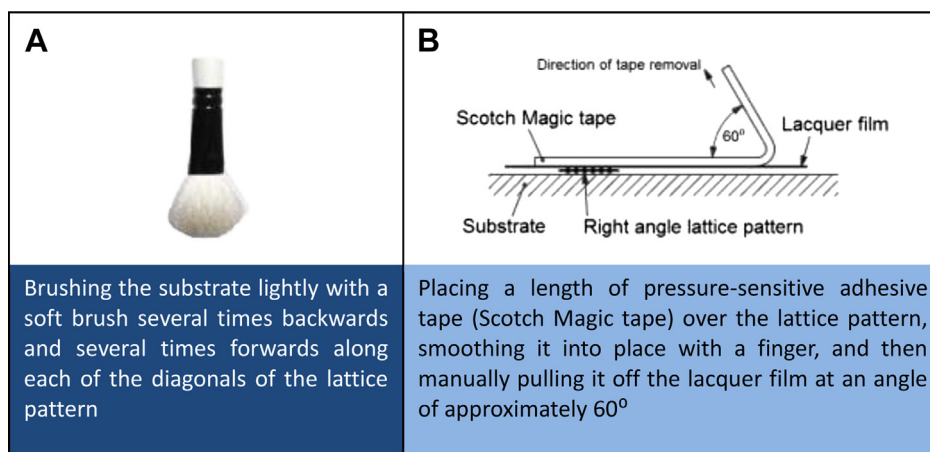 A
Brushing the substrate lightly with a
soft brush several times backwards
and several times forwards along
each of the diagonals of the lattice
pattern
B
Direction of tape removal
Scotch Magic tape
60⁰
Lacquer film
Substrate
Right angle lattice pattern
Placing a length of pressure-sensitive adhesive
tape (Scotch Magic tape) over the lattice pattern,
smoothing it into place with a finger, and then
manually pulling it off the lacquer film at an angle
of approximately 60⁰